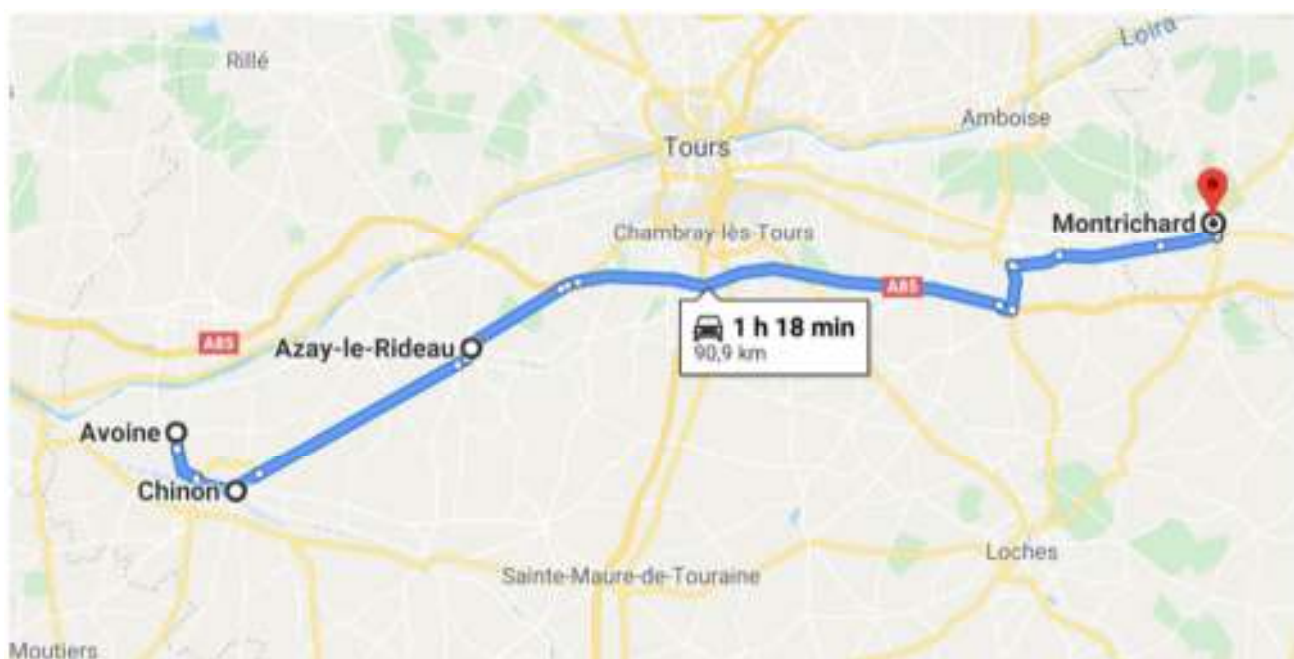 Loira
Rillé
Amboise
Tours
Montrichard
Chambray-lès-Tours
A85
1 h 18 min
90,9 km
A85
Azay-le-Rideau
Avoine
Chinon
Loches
Sainte-Maure-de-Touraine
Moutiers